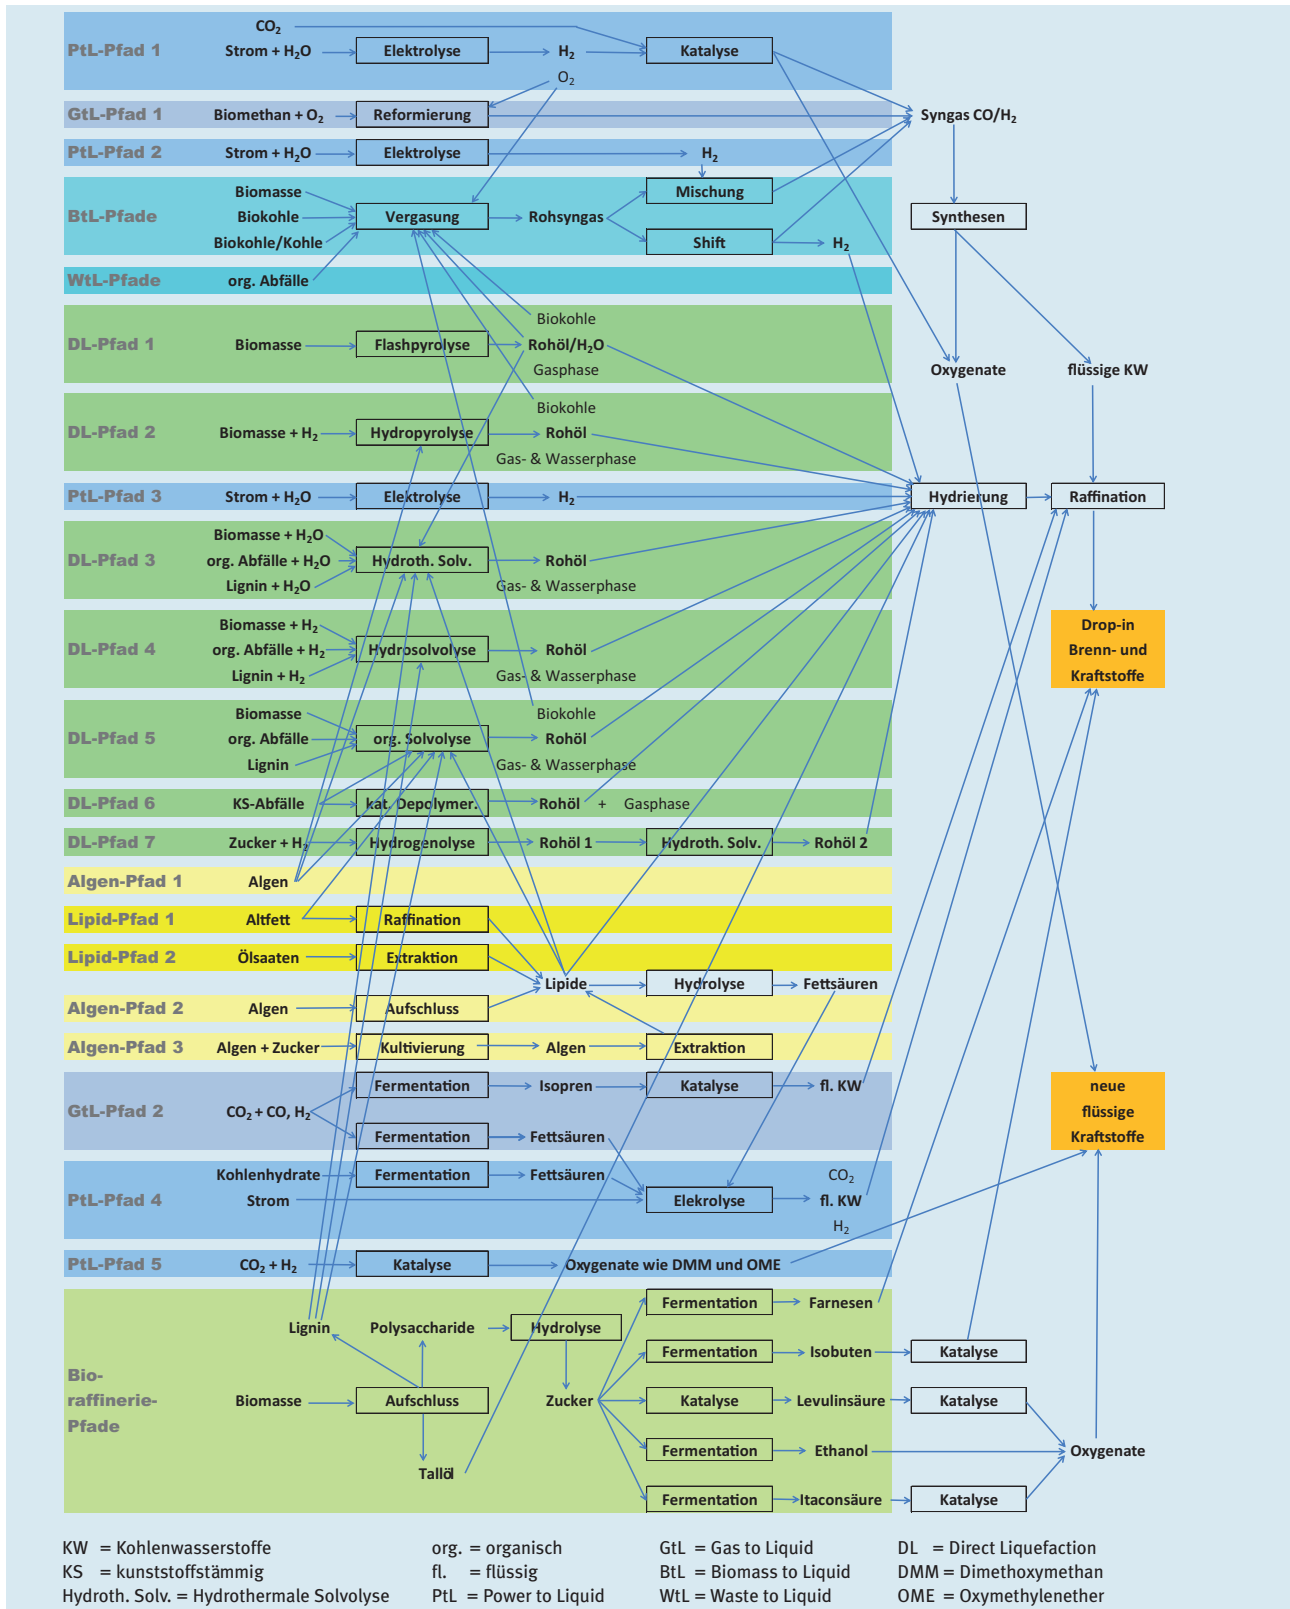 CO₂
PtL-Pfad 1 Strom + H₂O Elektrolyse H₂ Katalyse
O₂
GtL-Pfad 1 Biomethan + O₂ Reformierung Syngas CO/H₂
PtL-Pfad 2 Strom + H₂O Elektrolyse H₂
Biomasse Mischung
BtL-Pfade Biokohle Vergasung Rohsyngas Synthesen
Biokohle/Kohle Shift H₂
WtL-Pfade org. Abfälle
Biokohle
DL-Pfad 1 Biomasse Flashpyrolyse Rohöl/H₂O
Gasphase Oxygenate flüssige KW
Biokohle
DL-Pfad 2 Biomasse + H₂ Hydropyrolyse Rohöl
Gas- & Wasserphase
PtL-Pfad 3 Strom + H₂O Elektrolyse H₂ Hydrierung Raffination
Biomasse + H₂O
DL-Pfad 3 org. Abfälle + H₂O Hydroth. Solv. Rohöl
Lignin + H₂O Gas- & Wasserphase
Biomasse + H₂ Drop-in
DL-Pfad 4 org. Abfälle + H₂ Hydrosolvolyse Rohöl Brenn- und
Lignin + H₂ Gas- & Wasserphase Kraftstoffe
Biomasse Biokohle
DL-Pfad 5 org. Abfälle org. Solvolyse Rohöl
Lignin Gas- & Wasserphase
DL-Pfad 6 KS-Abfälle kat. Depolymer. Rohöl + Gasphase
DL-Pfad 7 Zucker + H₂ Hydrogenolyse Rohöl 1 Hydroth. Solv. Rohöl 2
Algen-Pfad 1 Algen
Lipid-Pfad 1 Altfett Raffination
Lipid-Pfad 2 Ölsaaten Extraktion
Lipide Hydrolyse Fettsäuren
Algen-Pfad 2 Algen Aufschluss
Algen-Pfad 3 Algen + Zucker Kultivierung Algen Extraktion
Fermentation Isopren Katalyse fl. KW neue
GtL-Pfad 2 CO₂ + CO, H₂ flüssige
Fermentation Fettsäuren Kraftstoffe
Kohlenhydrate Fermentation Fettsäuren CO₂
PtL-Pfad 4 Strom Elekrolyse fl. KW
H₂
PtL-Pfad 5 CO₂ + H₂ Katalyse Oxygenate wie DMM und OME
Fermentation Farnesen
Lignin Polysaccharide Hydrolyse
Fermentation Isobuten Katalyse
Bio-
raffinerie- Biomasse Aufschluss Zucker Katalyse Levulinsäure Katalyse
Pfade
Fermentation Ethanol Oxygenate
Tallöl
Fermentation Itaconsäure Katalyse
KW = Kohlenwasserstoffe org. = organisch GtL = Gas to Liquid DL = Direct Liquefaction
KS = kunststoffstämmig fl. = flüssig BtL = Biomass to Liquid DMM = Dimethoxymethan
Hydroth. Solv. = Hydrothermale Solvolyse PtL = Power to Liquid WtL = Waste to Liquid OME = Oxymethylenether